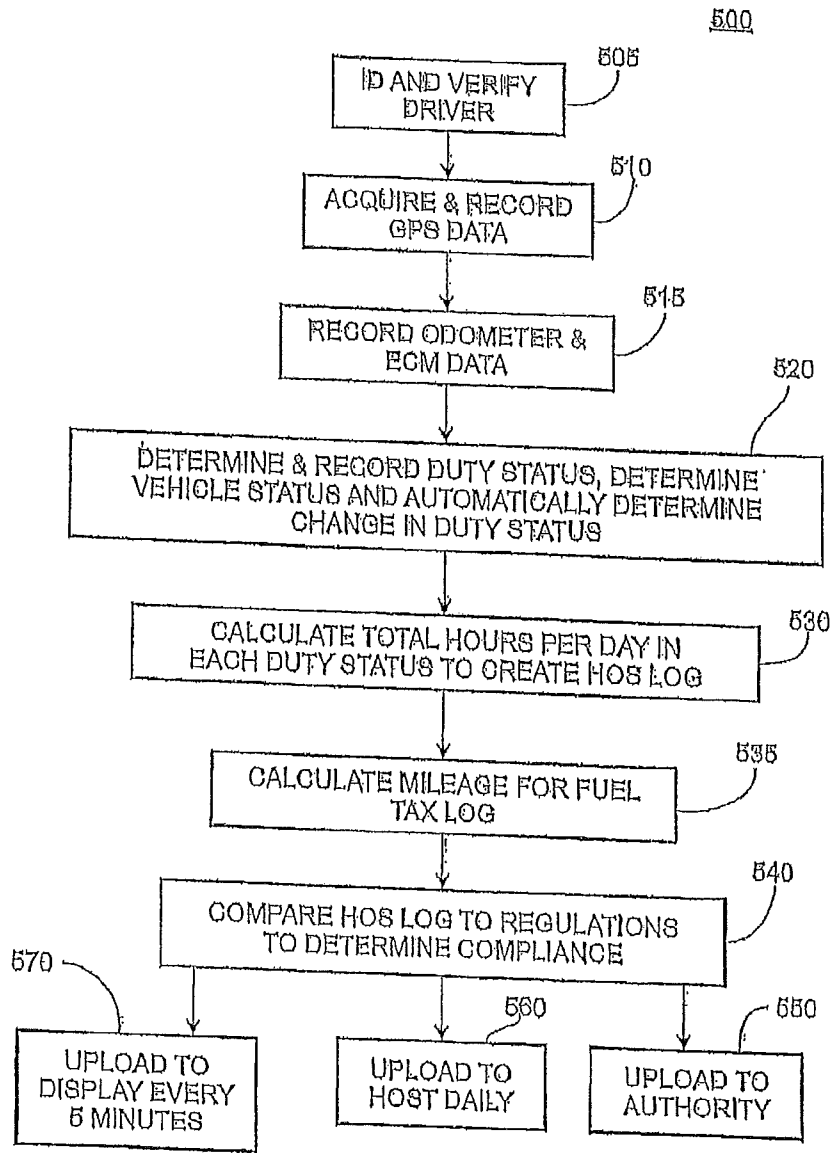 500
505
ID AND VERIFY
DRIVER
510
ACQUIRE & RECORD
GPS DATA
515
RECORD ODOMETER &
ECM DATA
520
DETERMINE & RECORD DUTY STATUS, DETERMINE
VEHICLE STATUS AND AUTOMATICALLY DETERMINE
CHANGE IN DUTY STATUS
530
CALCULATE TOTAL HOURS PER DAY IN
EACH DUTY STATUS TO CREATE HOS LOG
535
CALCULATE MILEAGE FOR FUEL
TAX LOG
540
COMPARE HOS LOG TO REGULATIONS
TO DETERMINE COMPLIANCE
570
560
550
UPLOAD TO
DISPLAY EVERY
5 MINUTES
UPLOAD TO
HOST DAILY
UPLOAD TO
AUTHORITY